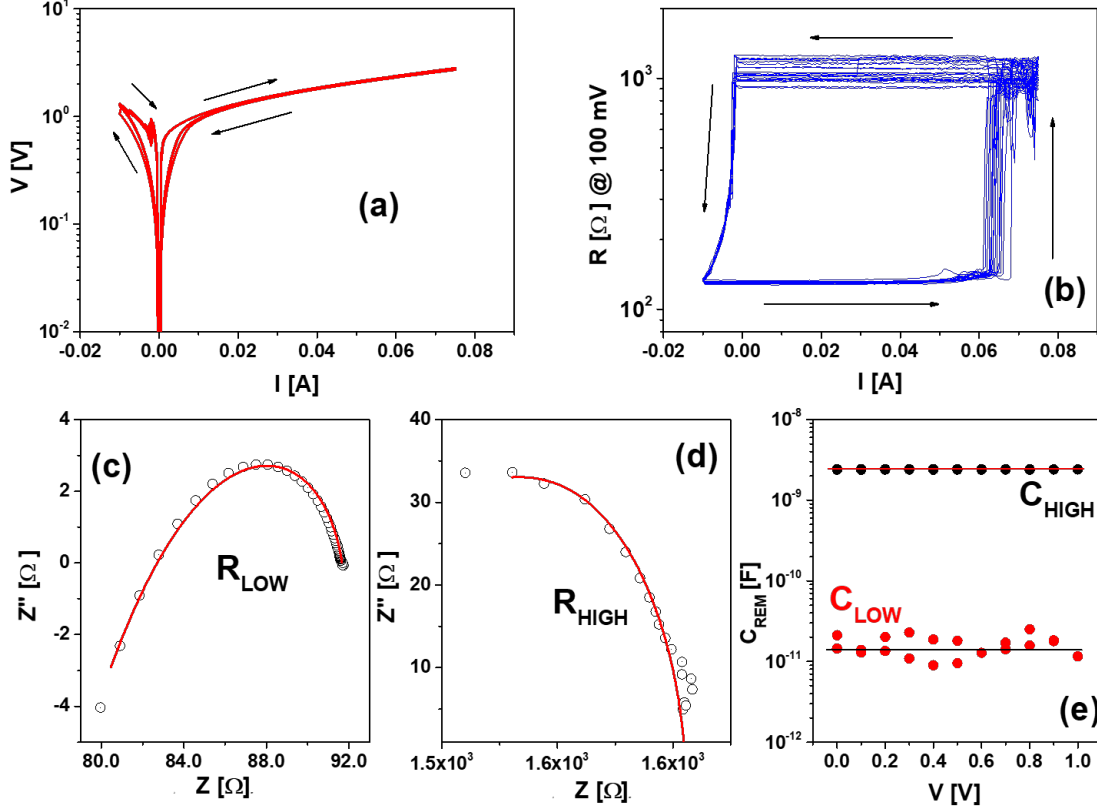 10¹
10⁰
10⁻¹
10⁻²
V [V]
(a)
-0.02 0.00 0.02 0.04 0.06 0.08
I [A]
10³
10²
R [Ω] @ 100 mV
(b)
-0.02 0.00 0.02 0.04 0.06 0.08
I [A]
4
2
0
-2
-4
Z'' [Ω]
(c)
R_LOW
80.0 84.0 88.0 92.0
Z [Ω]
40
30
20
10
Z'' [Ω]
(d)
R_HIGH
1.5x10³ 1.6x10³ 1.6x10³
Z [Ω]
10⁻⁸
10⁻⁹
10⁻¹⁰
10⁻¹¹
10⁻¹²
C_REM [F]
C_HIGH
C_LOW
(e)
0.0 0.2 0.4 0.6 0.8 1.0
V [V]